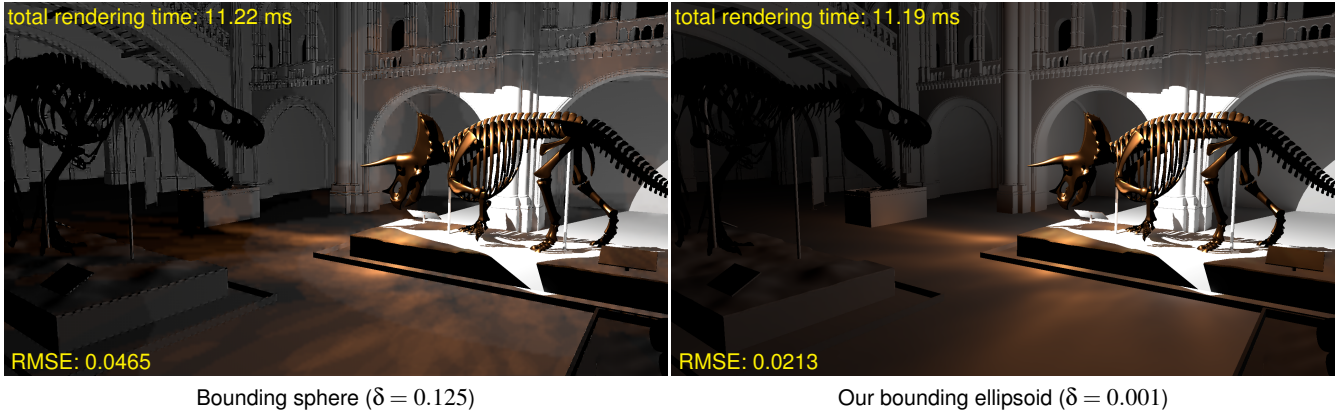 total rendering time: 11.22 ms
total rendering time: 11.19 ms
RMSE: 0.0465
RMSE: 0.0213
Bounding sphere (δ = 0.125)
Our bounding ellipsoid (δ = 0.001)